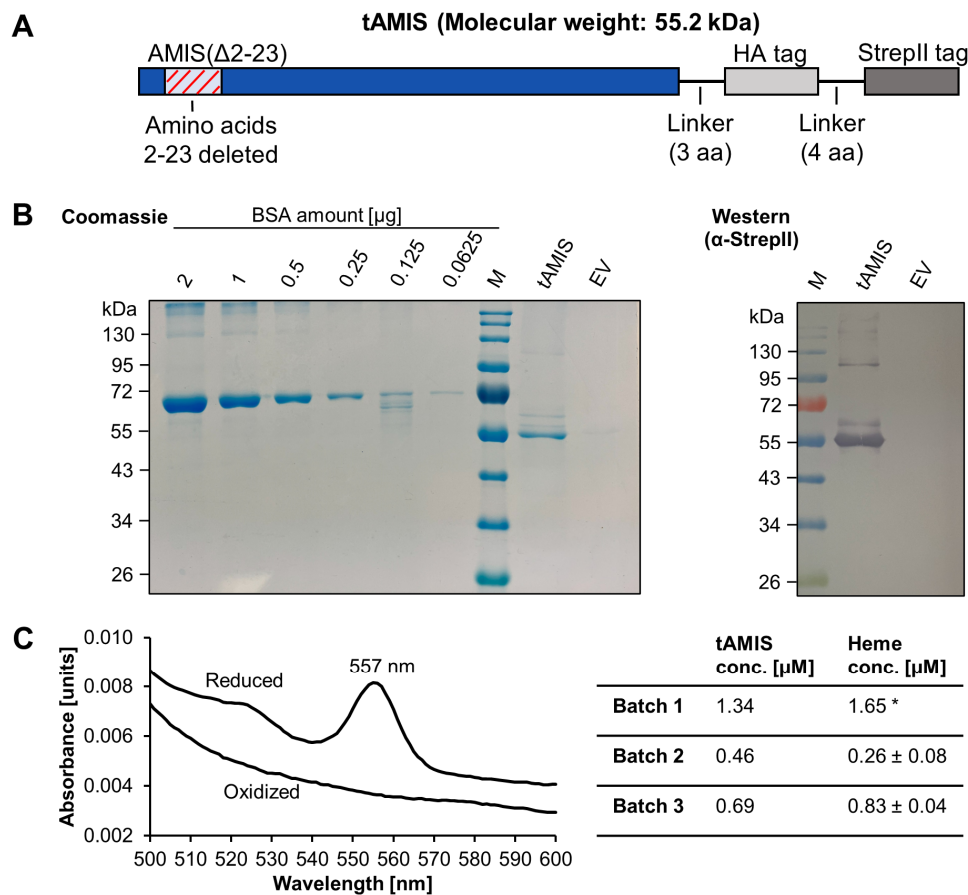 A
tAMIS (Molecular weight: 55.2 kDa)
AMIS(Δ2-23)
HA tag
StrepII tag
Amino acids
2-23 deleted
Linker
(3 aa)
Linker
(4 aa)
B
Coomassie
BSA amount [µg]
2 1 0.5 0.25 0.125 0.0625 M tAMIS EV
kDa
130
95
72
55
43
34
26
Western
(α-StrepII)
M tAMIS EV
kDa
130
95
72
55
43
34
26
C
Absorbance [units]
0.010
0.008
0.006
0.004
0.002
Reduced
557 nm
Oxidized
500 510 520 530 540 550 560 570 580 590 600
Wavelength [nm]
tAMIS conc. [µM] Heme conc. [µM]
Batch 1 1.34 1.65 *
Batch 2 0.46 0.26 ± 0.08
Batch 3 0.69 0.83 ± 0.04